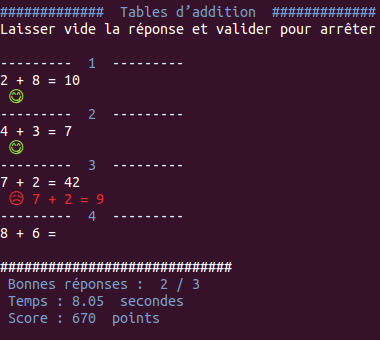 #############  Tables d’addition  #############
Laisser vide la réponse et valider pour arrêter
---------  1  ---------
2 + 8 = 10
😋
---------  2  ---------
4 + 3 = 7
😋
---------  3  ---------
7 + 2 = 42
😥 7 + 2 = 9
---------  4  ---------
8 + 6 =
#############################
Bonnes réponses :  2 / 3
Temps : 8.05  secondes
Score : 670  points